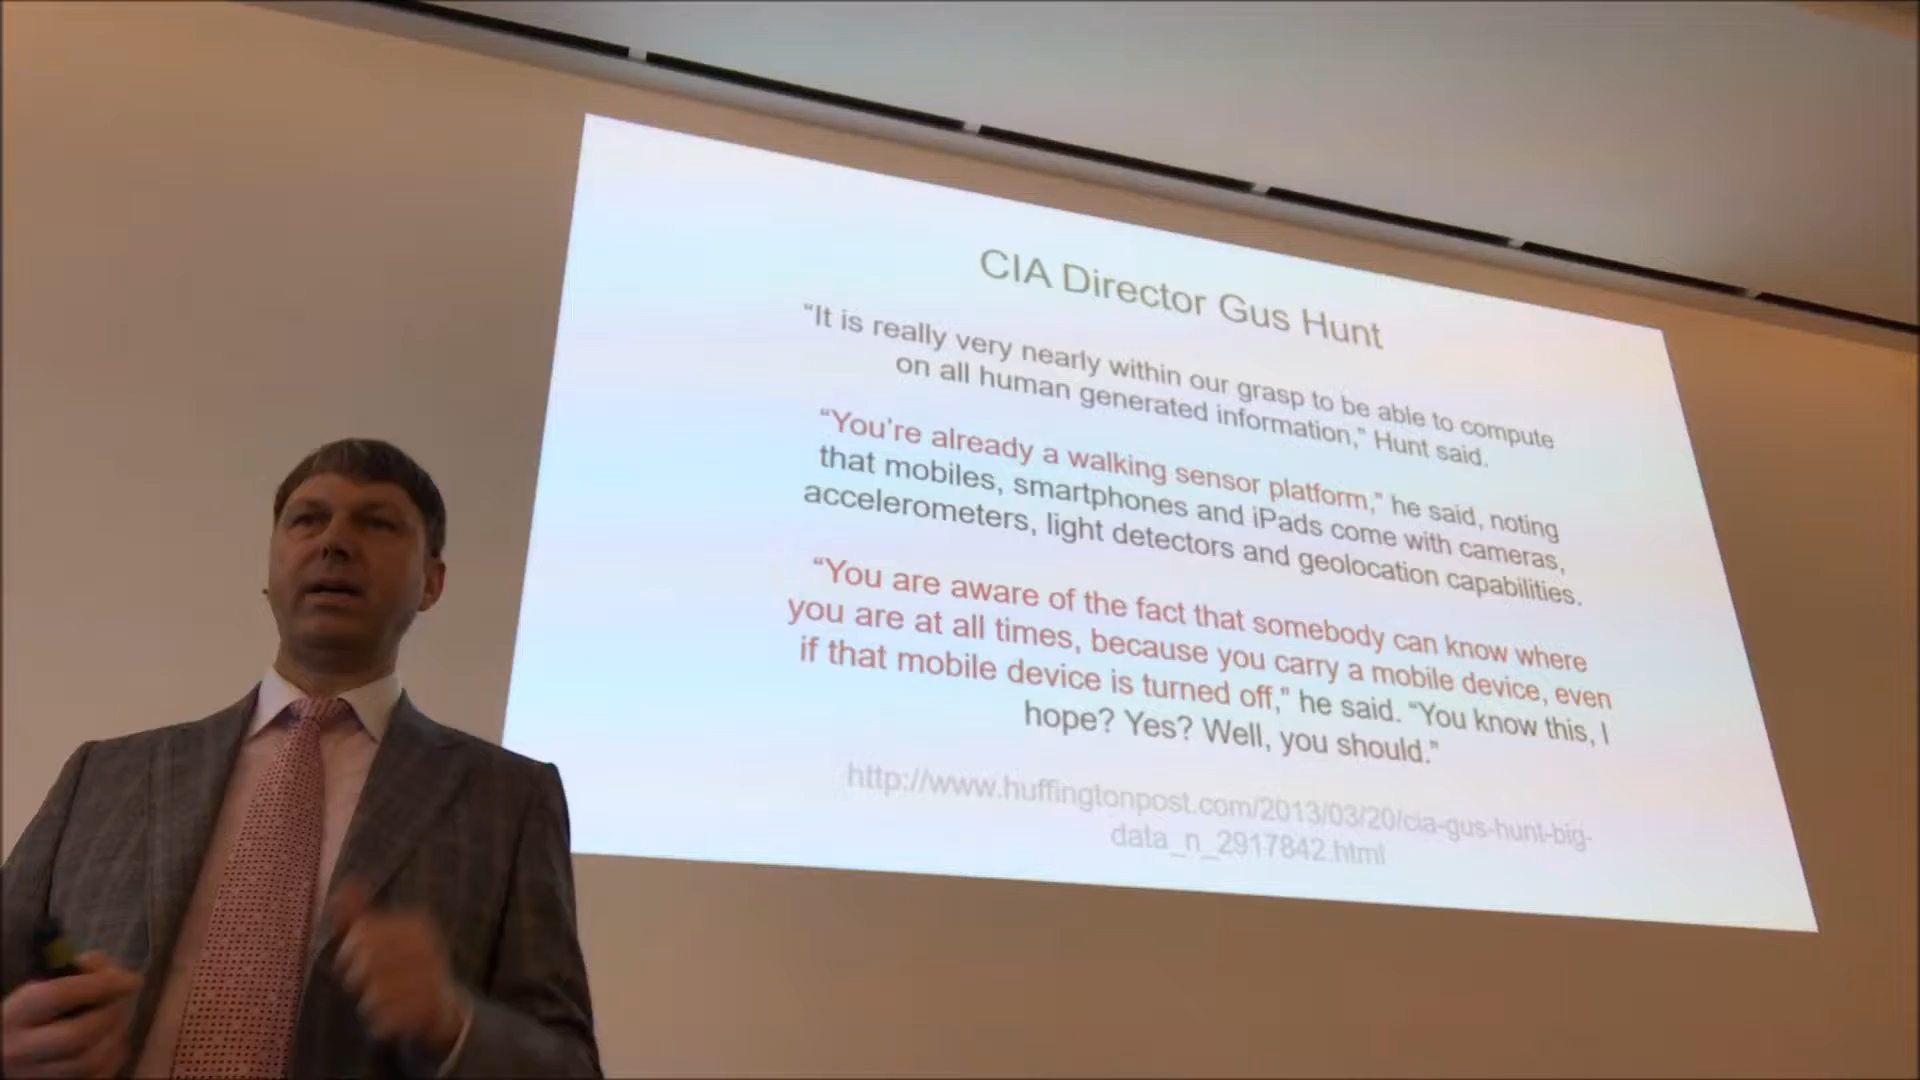 CIA Director Gus Hunt
“It is really very nearly within our grasp to be able to compute
on all human generated information,” Hunt said.
“You're already a walking sensor platform,” he said, noting
that mobiles, smartphones and iPads come with cameras,
accelerometers, light detectors and geolocation capabilities.
“You are aware of the fact that somebody can know where
you are at all times, because you carry a mobile device, even
if that mobile device is turned off,” he said. “You know this, I
hope? Yes? Well, you should.”
http://www.huffingtonpost.com/2013/03/20/cia-gus-hunt-big-
data_n_2917842.html